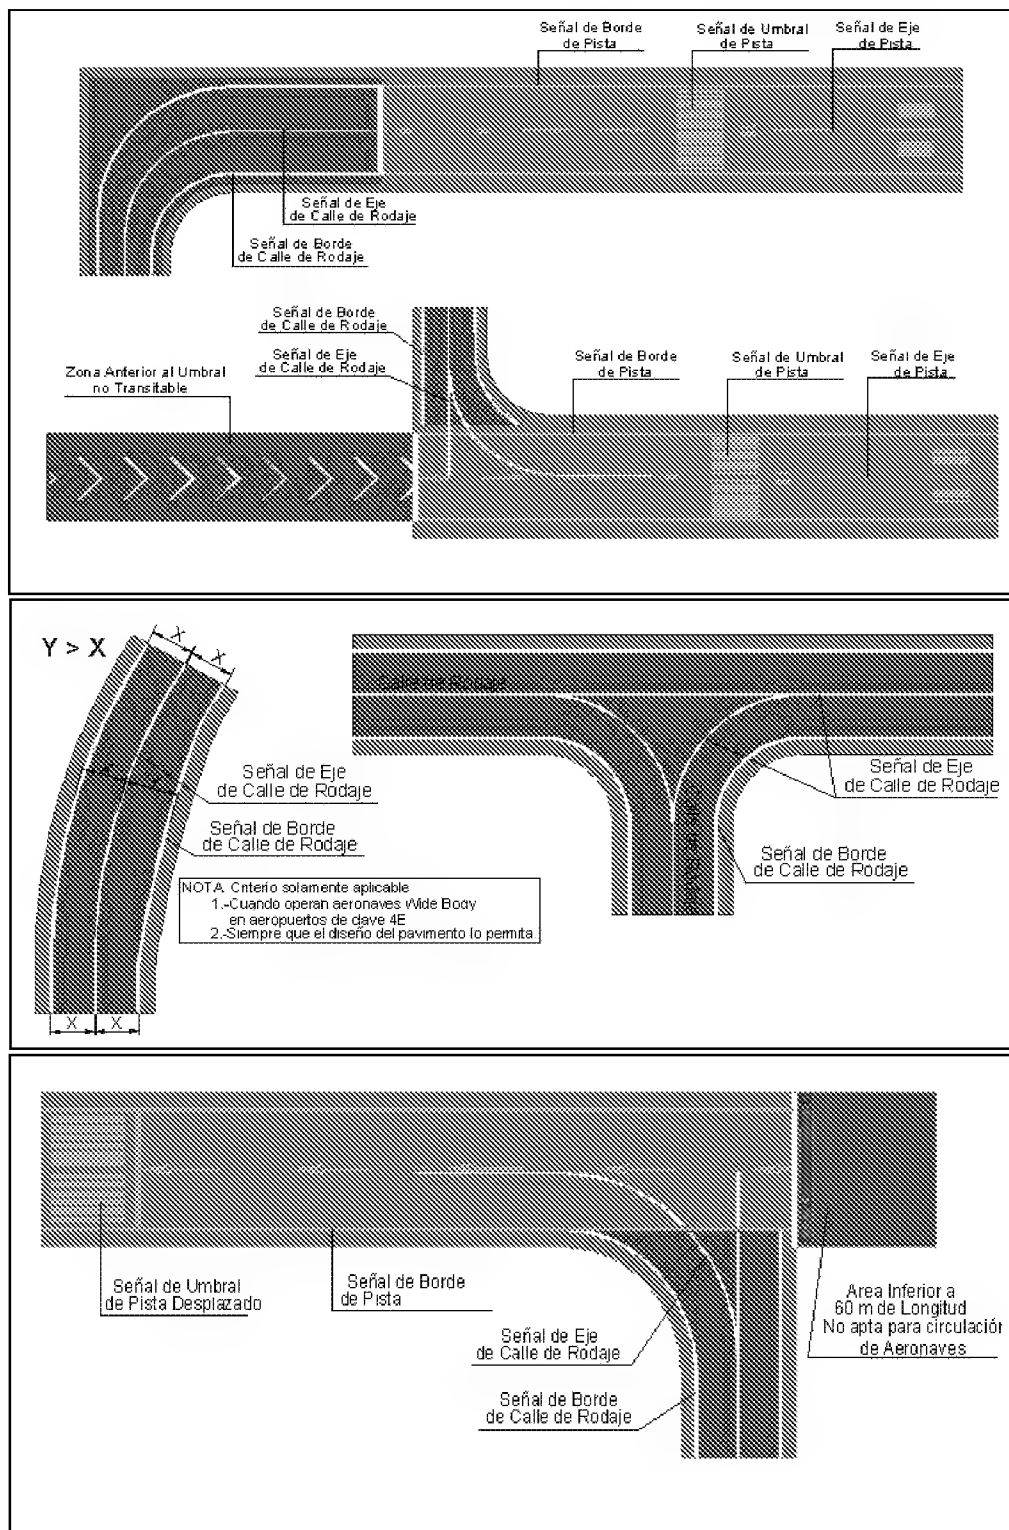 Señal de Borde
de Pista
Señal de Umbral
de Pista
Señal de Eje
de Pista
Señal de Eje
de Calle de Rodaje
Señal de Borde
de Calle de Rodaje
Señal de Borde
de Calle de Rodaje
Señal de Eje
de Calle de Rodaje
Zona Anterior al Umbral
no Transitable
Señal de Borde
de Pista
Señal de Umbral
de Pista
Señal de Eje
de Pista
Y > X
X
X
Calle de Rodaje
Señal de Eje
de Calle de Rodaje
Señal de Borde
de Calle de Rodaje
Señal de Eje
de Calle de Rodaje
Señal de Borde
de Calle de Rodaje
NOTA Criterio solamente aplicable
1.-Cuando operan aeronaves Wide Body
en aeropuertos de clave 4E
2.-Siempre que el diseño del pavimento lo permita
X
X
Señal de Umbral
de Pista Desplazado
Señal de Borde
de Pista
Señal de Eje
de Calle de Rodaje
Señal de Borde
de Calle de Rodaje
Area Inferior a
60 m de Longitud
No apta para circulación
de Aeronaves